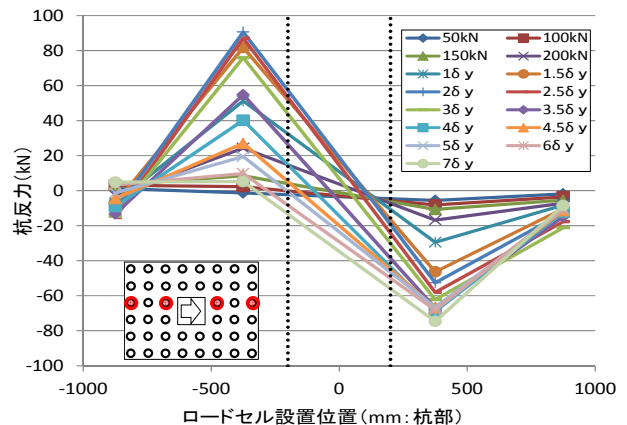 杭反力(kN)
100
80
60
40
20
0
-20
-40
-60
-80
-100
50kN 100kN
150kN 200kN
1δ y 1.5δ y
2δ y 2.5δ y
3δ y 3.5δ y
4δ y 4.5δ y
5δ y 6δ y
7δ y
-1000 -500 0 500 1000
ロードセル設置位置(mm:杭部)